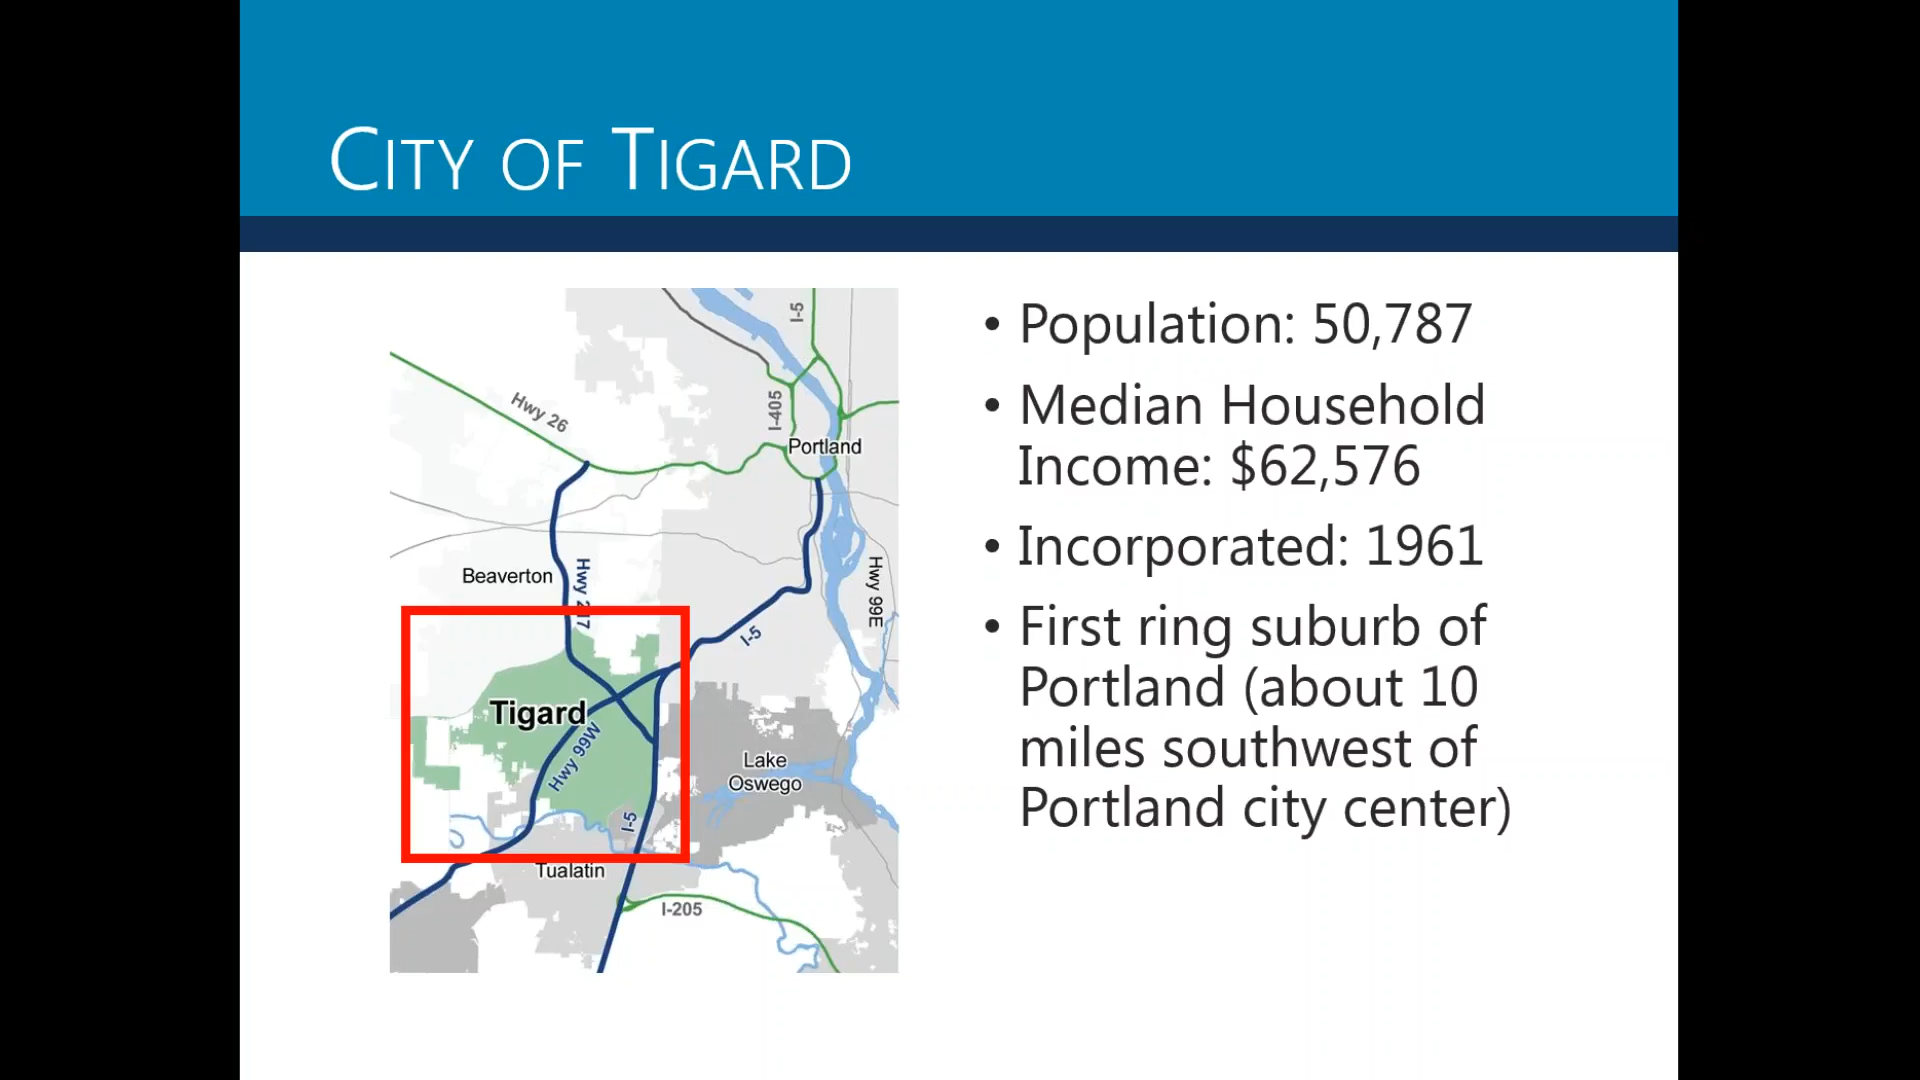 CITY OF TIGARD
I-5
Hwy 26
I-405
Portland
Beaverton
Hwy 217
Hwy 99E
I-5
Tigard
Hwy 99W
Lake
Oswego
I-5
Tualatin
I-205
• Population: 50,787
• Median Household
Income: $62,576
• Incorporated: 1961
• First ring suburb of
Portland (about 10
miles southwest of
Portland city center)